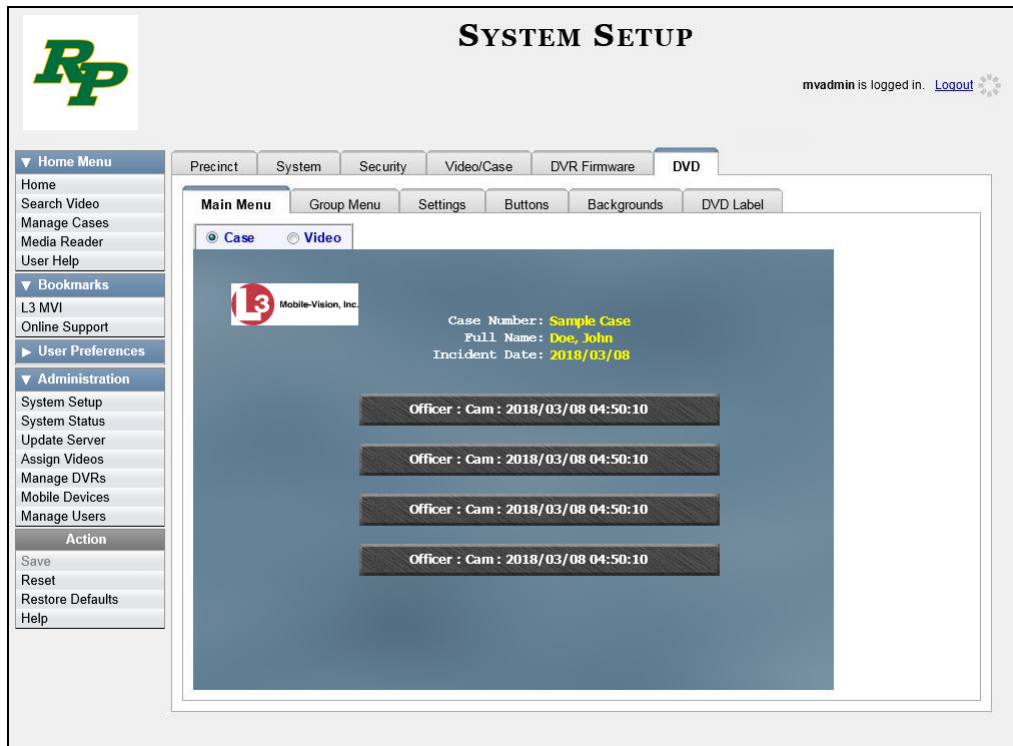 RP
SYSTEM SETUP
mvadmin is logged in. Logout
▼ Home Menu
Home
Search Video
Manage Cases
Media Reader
User Help
▼ Bookmarks
L3 MVI
Online Support
▶ User Preferences
▼ Administration
System Setup
System Status
Update Server
Assign Videos
Manage DVRs
Mobile Devices
Manage Users
Action
Save
Reset
Restore Defaults
Help
Precinct System Security Video/Case DVR Firmware DVD
Main Menu Group Menu Settings Buttons Backgrounds DVD Label
Case Video
L3 Mobile-Vision, Inc.
Case Number: Sample Case
Full Name: Doe, John
Incident Date: 2018/03/08
Officer : Cam : 2018/03/08 04:50:10
Officer : Cam : 2018/03/08 04:50:10
Officer : Cam : 2018/03/08 04:50:10
Officer : Cam : 2018/03/08 04:50:10